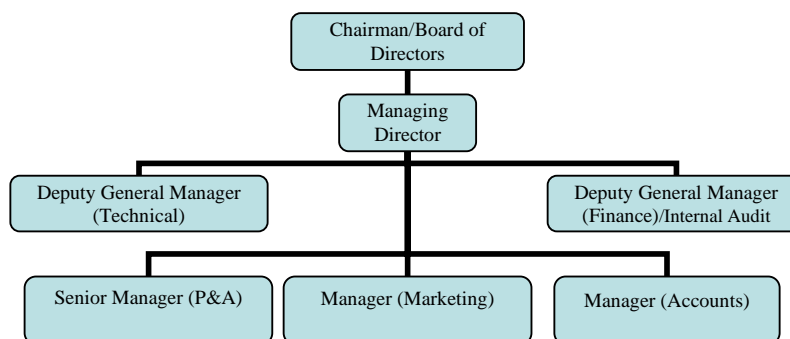 Chairman/Board of
Directors
Managing
Director
Deputy General Manager
(Technical)
Deputy General Manager
(Finance)/Internal Audit
Senior Manager (P&A)
Manager (Marketing)
Manager (Accounts)